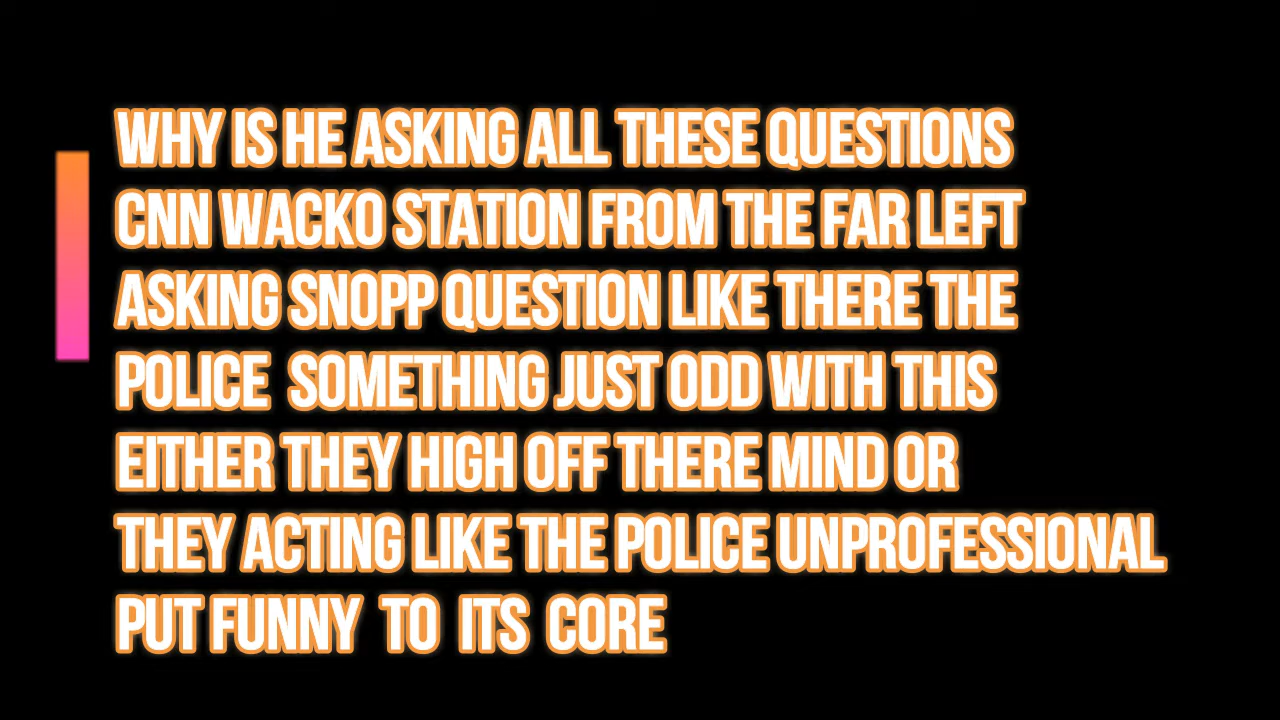 WHY IS HE ASKING ALL THESE QUESTIONS
CNN WACKO STATION FROM THE FAR LEFT
ASKING SNOPP QUESTION LIKE THERE THE
POLICE SOMETHING JUST ODD WITH THIS
EITHER THEY HIGH OFF THERE MIND OR
THEY ACTING LIKE THE POLICE UNPROFESSIONAL
PUT FUNNY TO ITS CORE